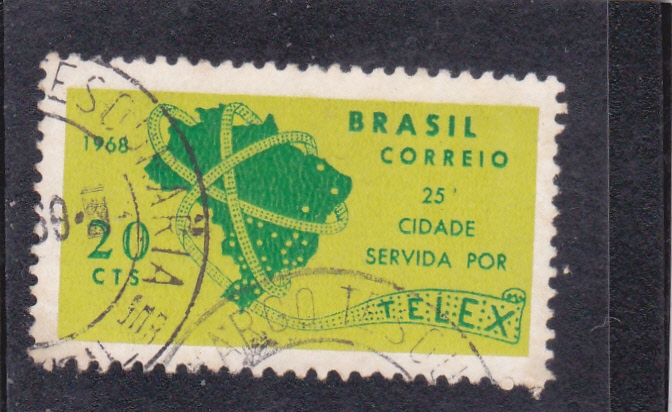 1968
20
CTS
BRASIL
CORREIO
25ª
CIDADE
SERVIDA POR
TELEX